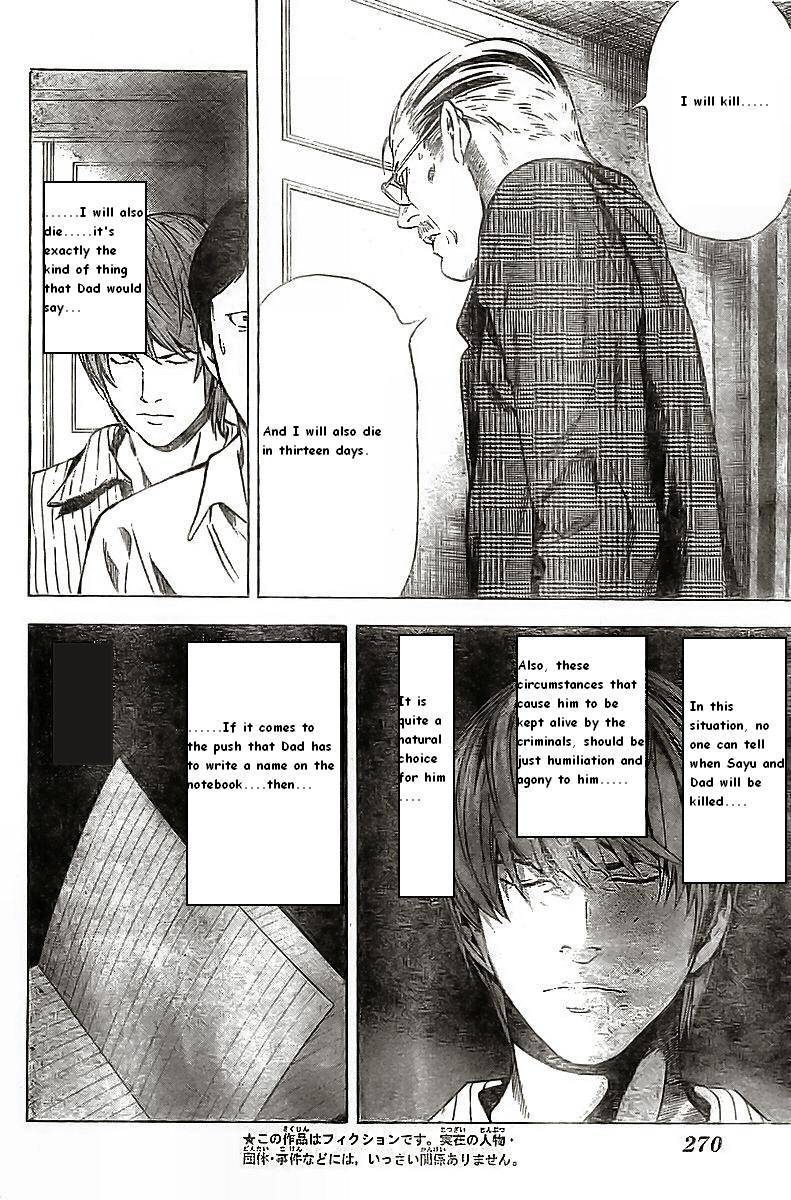 I will kill.....
And I will also die
in thirteen days.
......I will also
die.....it's
exactly the
kind of thing
that Dad would
say...
In this
situation, no
one can tell
when Sayu and
Dad will be
killed....
Also, these
circumstances that
cause him to be
kept alive by the
criminals, should be
just humiliation and
agony to him.....
It is
quite a
natural
choice
for him
....
......If it comes to
the push that Dad has
to write a name on the
notebook....then...
★この作品はフィクションです。実在の人物・
団体・事件などには、いっさい関係ありません。
270